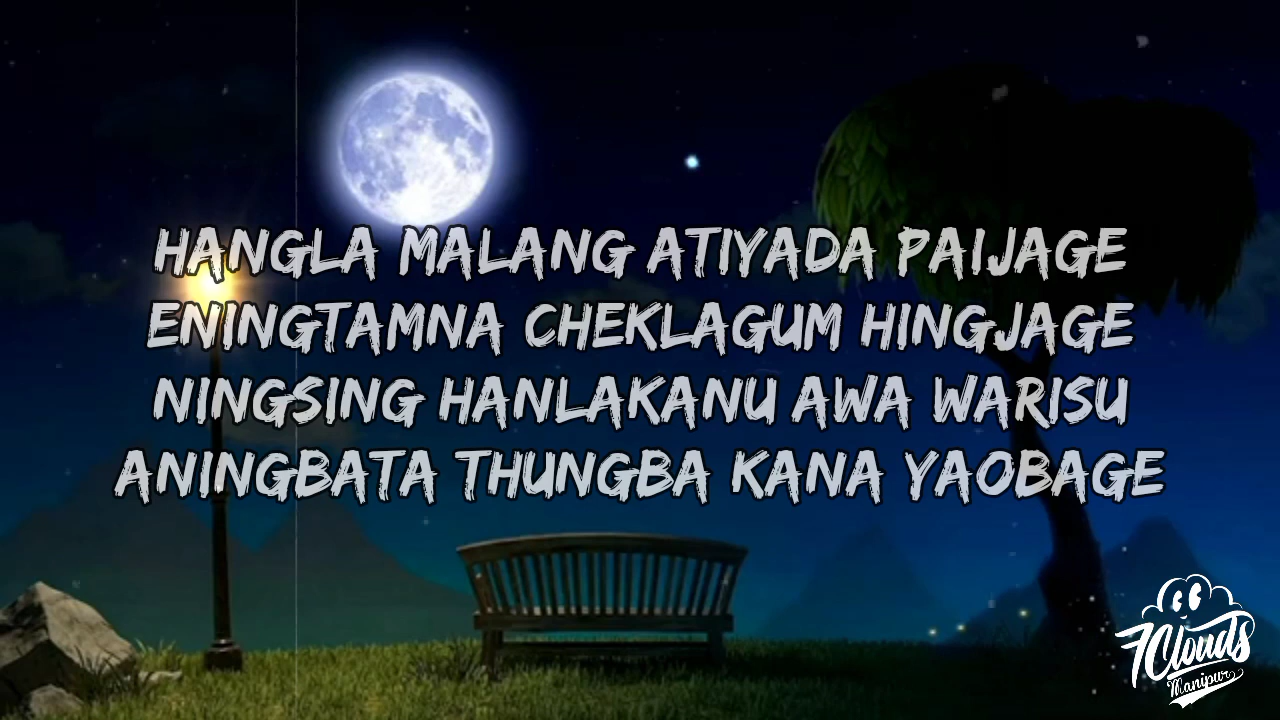 HANGLA MALANG ATIYADA PAIJAGE
ENINGTAMNA CHEKLAGUM HINGJAGE
NINGSING HANLAKANU AWA WARISU
ANINGBATA THUNGBA KANA YAOBAGE
7Clouds
Manipur